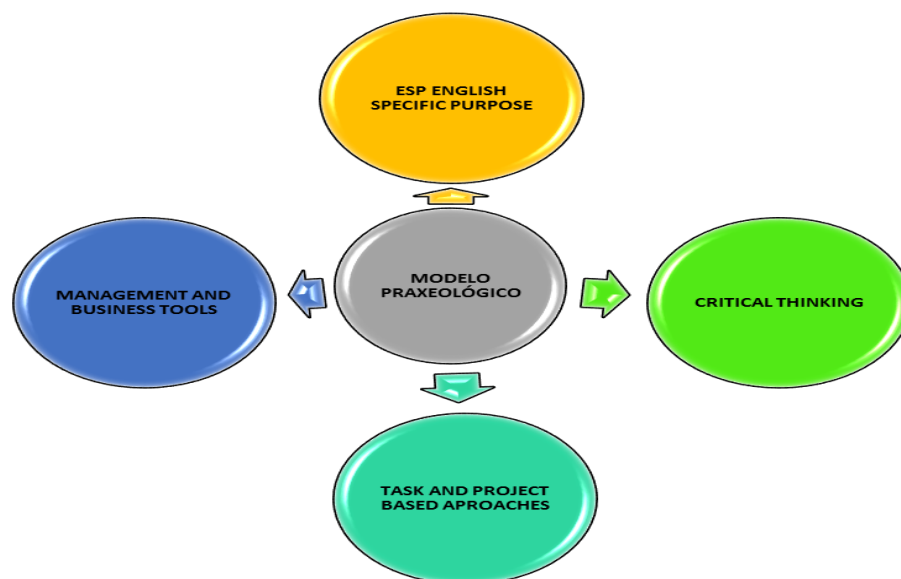 ESP ENGLISH
SPECIFIC PURPOSE
MANAGEMENT AND
BUSINESS TOOLS
MODELO
PRAXEOLÓGICO
CRITICAL THINKING
TASK AND PROJECT
BASED APROACHES